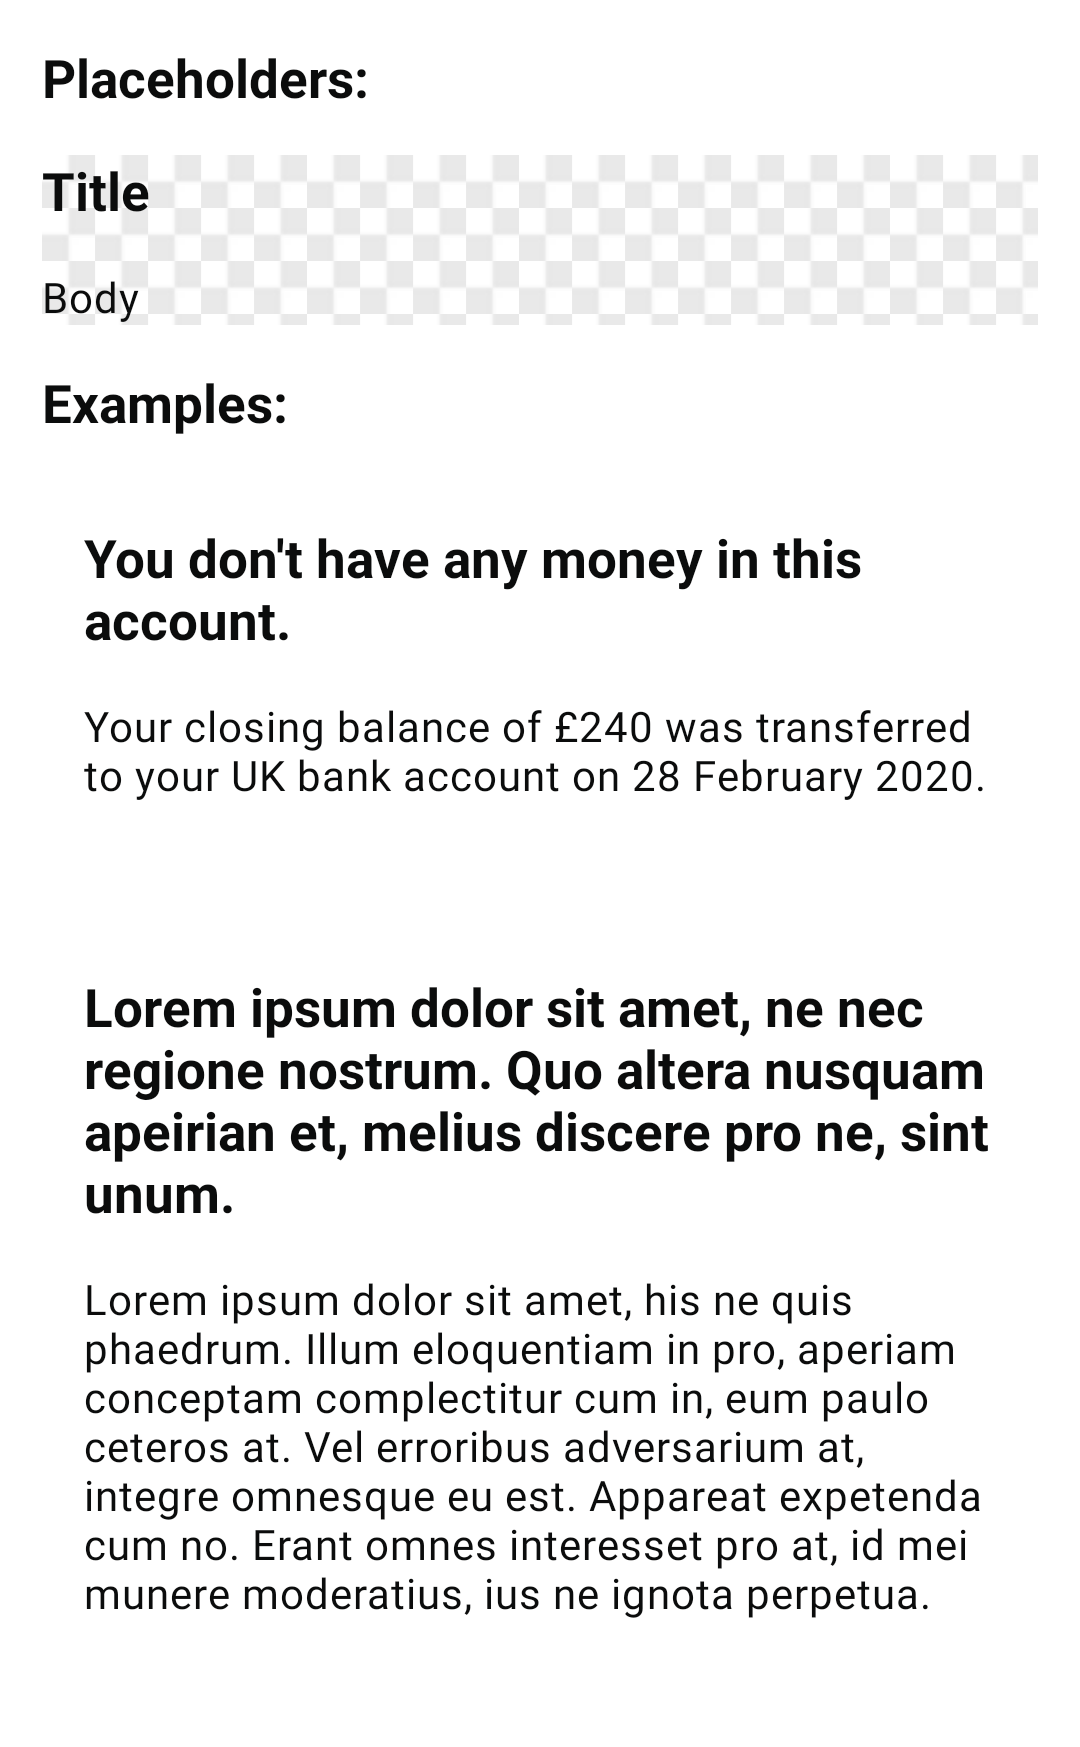 Placeholders:
Title
Body
Examples:
You don't have any money in this
account.
Your closing balance of £240 was transferred
to your UK bank account on 28 February 2020.
Lorem ipsum dolor sit amet, ne nec
regione nostrum. Quo altera nusquam
apeirian et, melius discere pro ne, sint
unum.
Lorem ipsum dolor sit amet, his ne quis
phaedrum. Illum eloquentiam in pro, aperiam
conceptam complectitur cum in, eum paulo
ceteros at. Vel erroribus adversarium at,
integre omnesque eu est. Appareat expetenda
cum no. Erant omnes interesset pro at, id mei
munere moderatius, ius ne ignota perpetua.